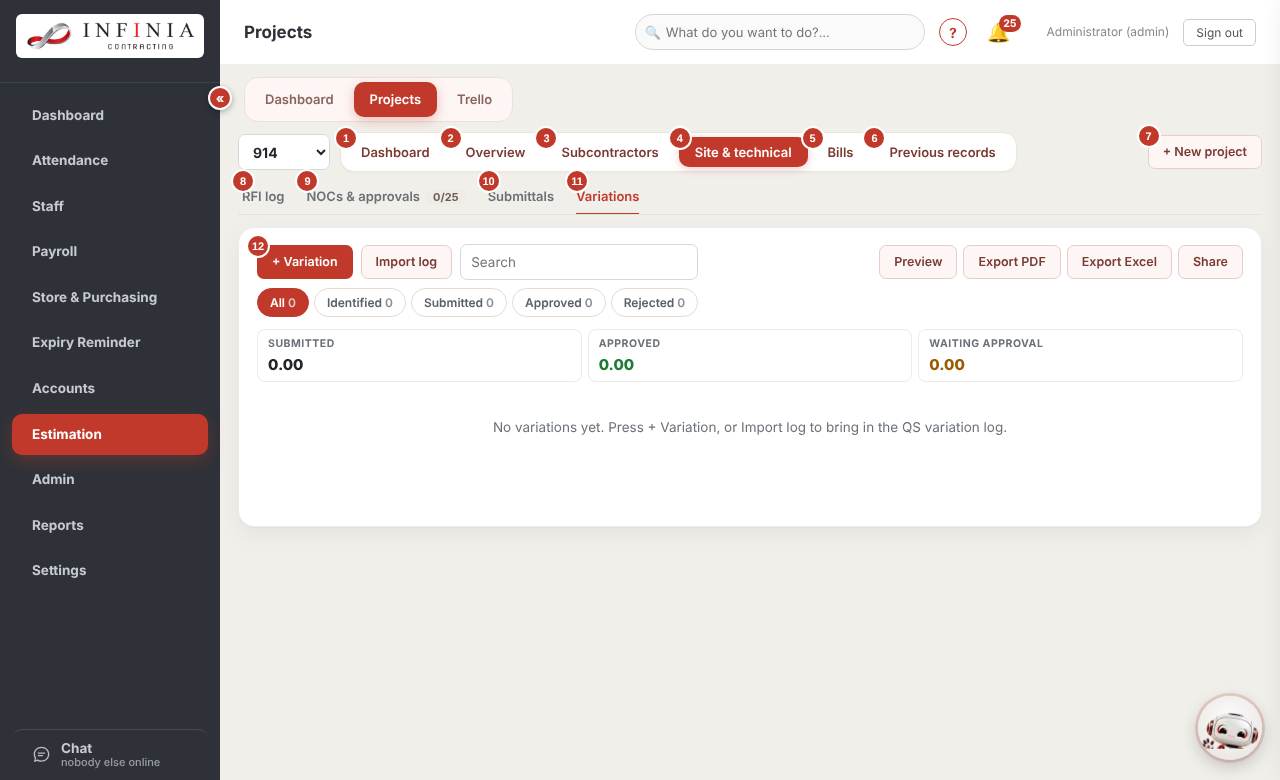 INFINIA
CONTRACTING
Projects
What do you want to do?...
?
25
Administrator (admin)
Sign out
«
Dashboard
Attendance
Staff
Payroll
Store & Purchasing
Expiry Reminder
Accounts
Estimation
Admin
Reports
Settings
Chat
nobody else online
Dashboard
Projects
Trello
914
1
Dashboard
2
Overview
3
Subcontractors
4
Site & technical
5
Bills
6
Previous records
7
+ New project
8
RFI log
9
NOCs & approvals 0/25
10
Submittals
11
Variations
12
+ Variation
Import log
Search
Preview
Export PDF
Export Excel
Share
All 0
Identified 0
Submitted 0
Approved 0
Rejected 0
SUBMITTED
0.00
APPROVED
0.00
WAITING APPROVAL
0.00
No variations yet. Press + Variation, or Import log to bring in the QS variation log.